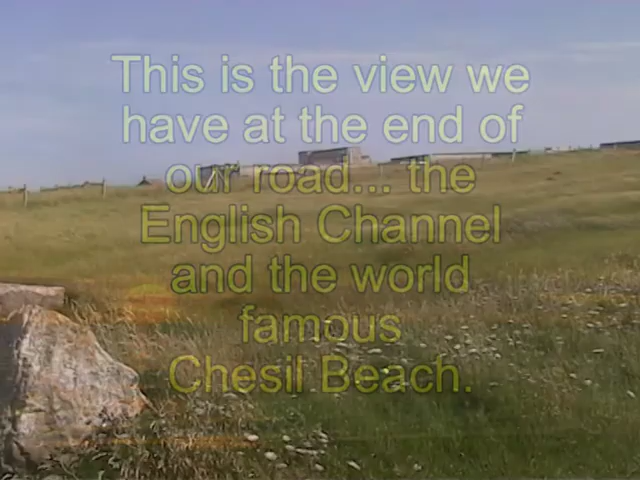 This is the view we
have at the end of
our road... the
English Channel
and the world
famous
Chesil Beach.